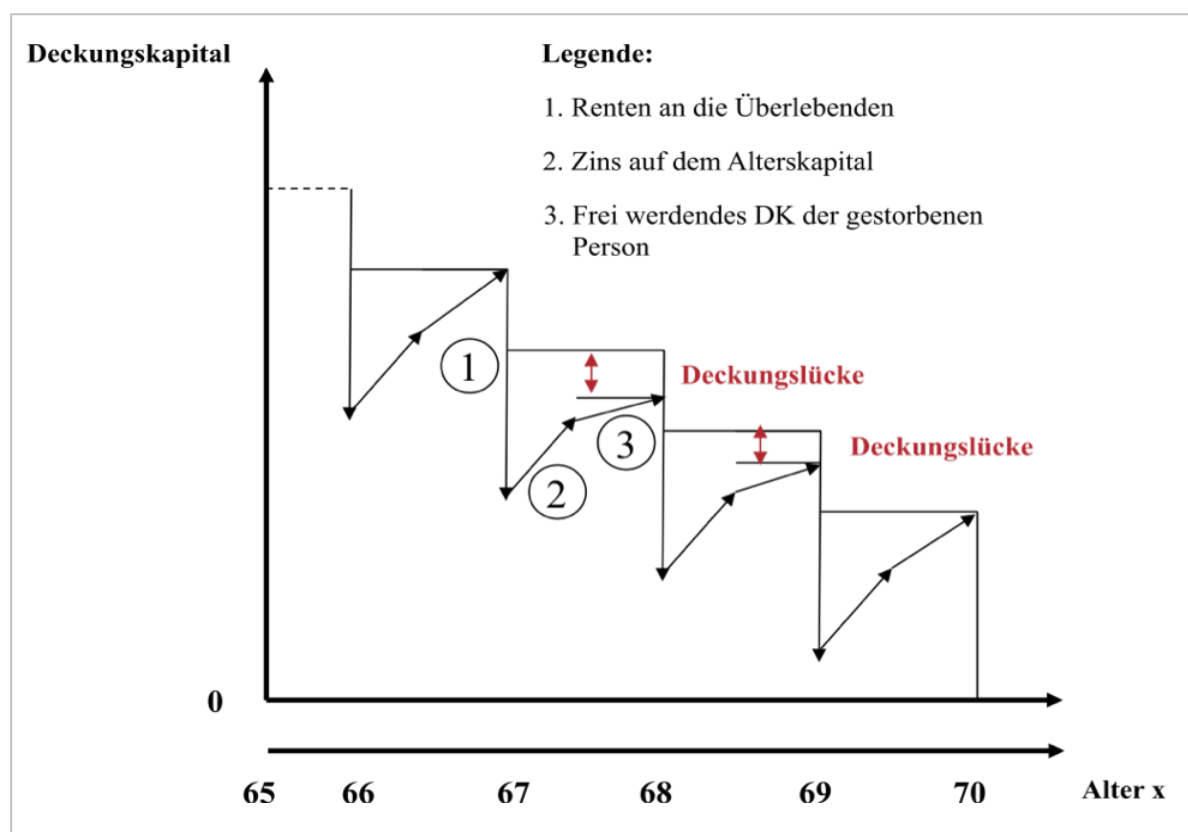 Deckungskapital
Legende:
1. Renten an die Überlebenden
2. Zins auf dem Alterskapital
3. Frei werdendes DK der gestorbenen
Person
1
Deckungslücke
3
Deckungslücke
2
0
65 66 67 68 69 70 Alter x